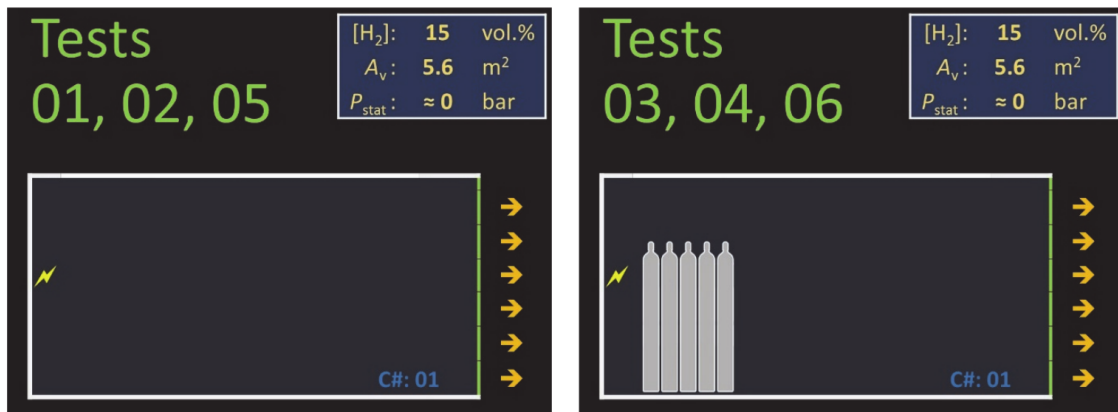 Tests
01, 02, 05
[H₂]: 15 vol.%
Aᵥ: 5.6 m²
Pstat: ≈ 0 bar
C#: 01
Tests
03, 04, 06
[H₂]: 15 vol.%
Aᵥ: 5.6 m²
Pstat: ≈ 0 bar
C#: 01